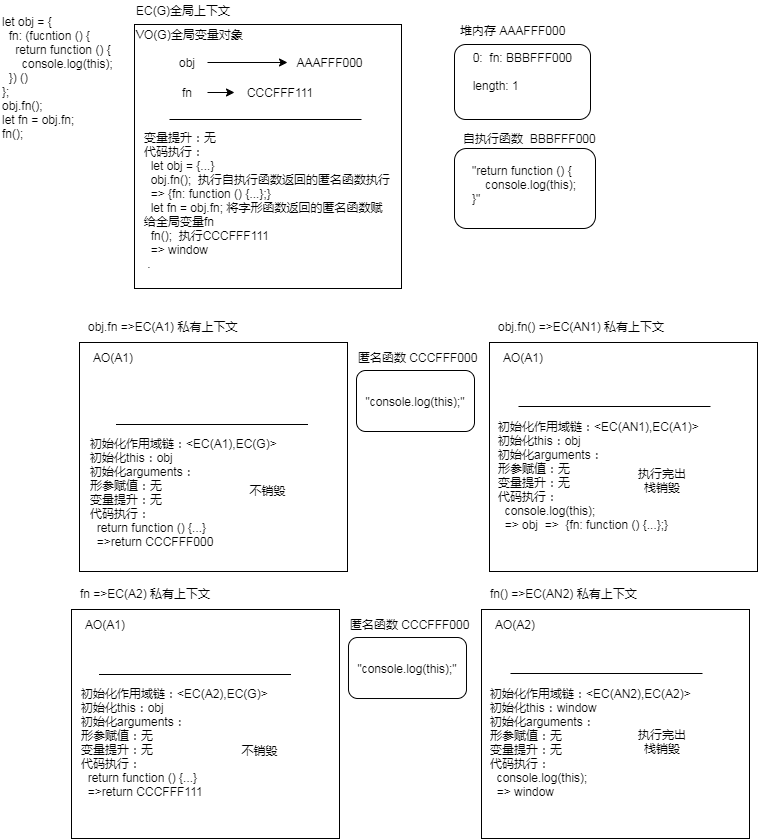 let obj = {
fn: (fucntion () {
return function () {
console.log(this);
}) ()
};
obj.fn();
let fn = obj.fn;
fn();
EC(G)全局上下文
VO(G)全局变量对象
obj
AAAFFF000
fn
CCCFFF111
变量提升：无
代码执行：
let obj = {...}
obj.fn(); 执行自执行函数返回的匿名函数执行
=> {fn: function () {...};}
let fn = obj.fn; 将字形函数返回的匿名函数赋
给全局变量fn
fn(); 执行CCCFFF111
=> window
.
堆内存 AAAFFF000
0: fn: BBBFFF000
length: 1
自执行函数 BBBFFF000
"return function () {
console.log(this);
}"
obj.fn =>EC(A1) 私有上下文
AO(A1)
初始化作用域链：<EC(A1),EC(G)>
初始化this：obj
初始化arguments：
形参赋值：无
变量提升：无
不销毁
代码执行：
return function () {...}
=>return CCCFFF000
匿名函数 CCCFFF000
"console.log(this);"
obj.fn() =>EC(AN1) 私有上下文
AO(A1)
初始化作用域链：<EC(AN1),EC(A1)>
初始化this：obj
初始化arguments：
形参赋值：无
变量提升：无
执行完出
栈销毁
代码执行：
console.log(this);
=> obj => {fn: function () {...};}
fn =>EC(A2) 私有上下文
AO(A1)
初始化作用域链：<EC(A2),EC(G)>
初始化this：obj
初始化arguments：
形参赋值：无
变量提升：无
不销毁
代码执行：
return function () {...}
=>return CCCFFF111
匿名函数 CCCFFF000
"console.log(this);"
fn() =>EC(AN2) 私有上下文
AO(A2)
初始化作用域链：<EC(AN2),EC(A2)>
初始化this：window
初始化arguments：
形参赋值：无
变量提升：无
执行完出
栈销毁
代码执行：
console.log(this);
=> window